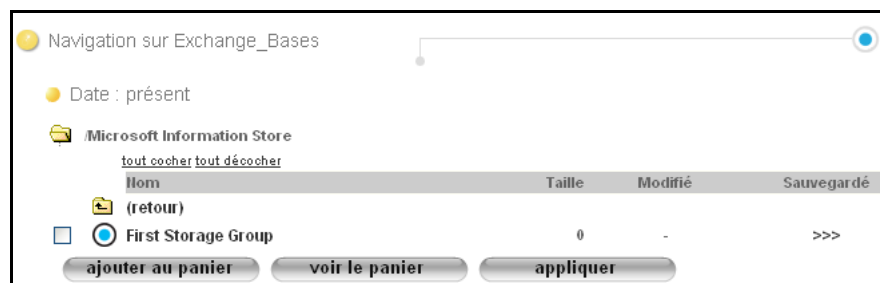 Navigation sur Exchange_Bases
Date : présent
/Microsoft Information Store
tout cocher tout décocher
Nom Taille Modifié Sauvegardé
(retour)
First Storage Group 0 - >>>
ajouter au panier voir le panier appliquer